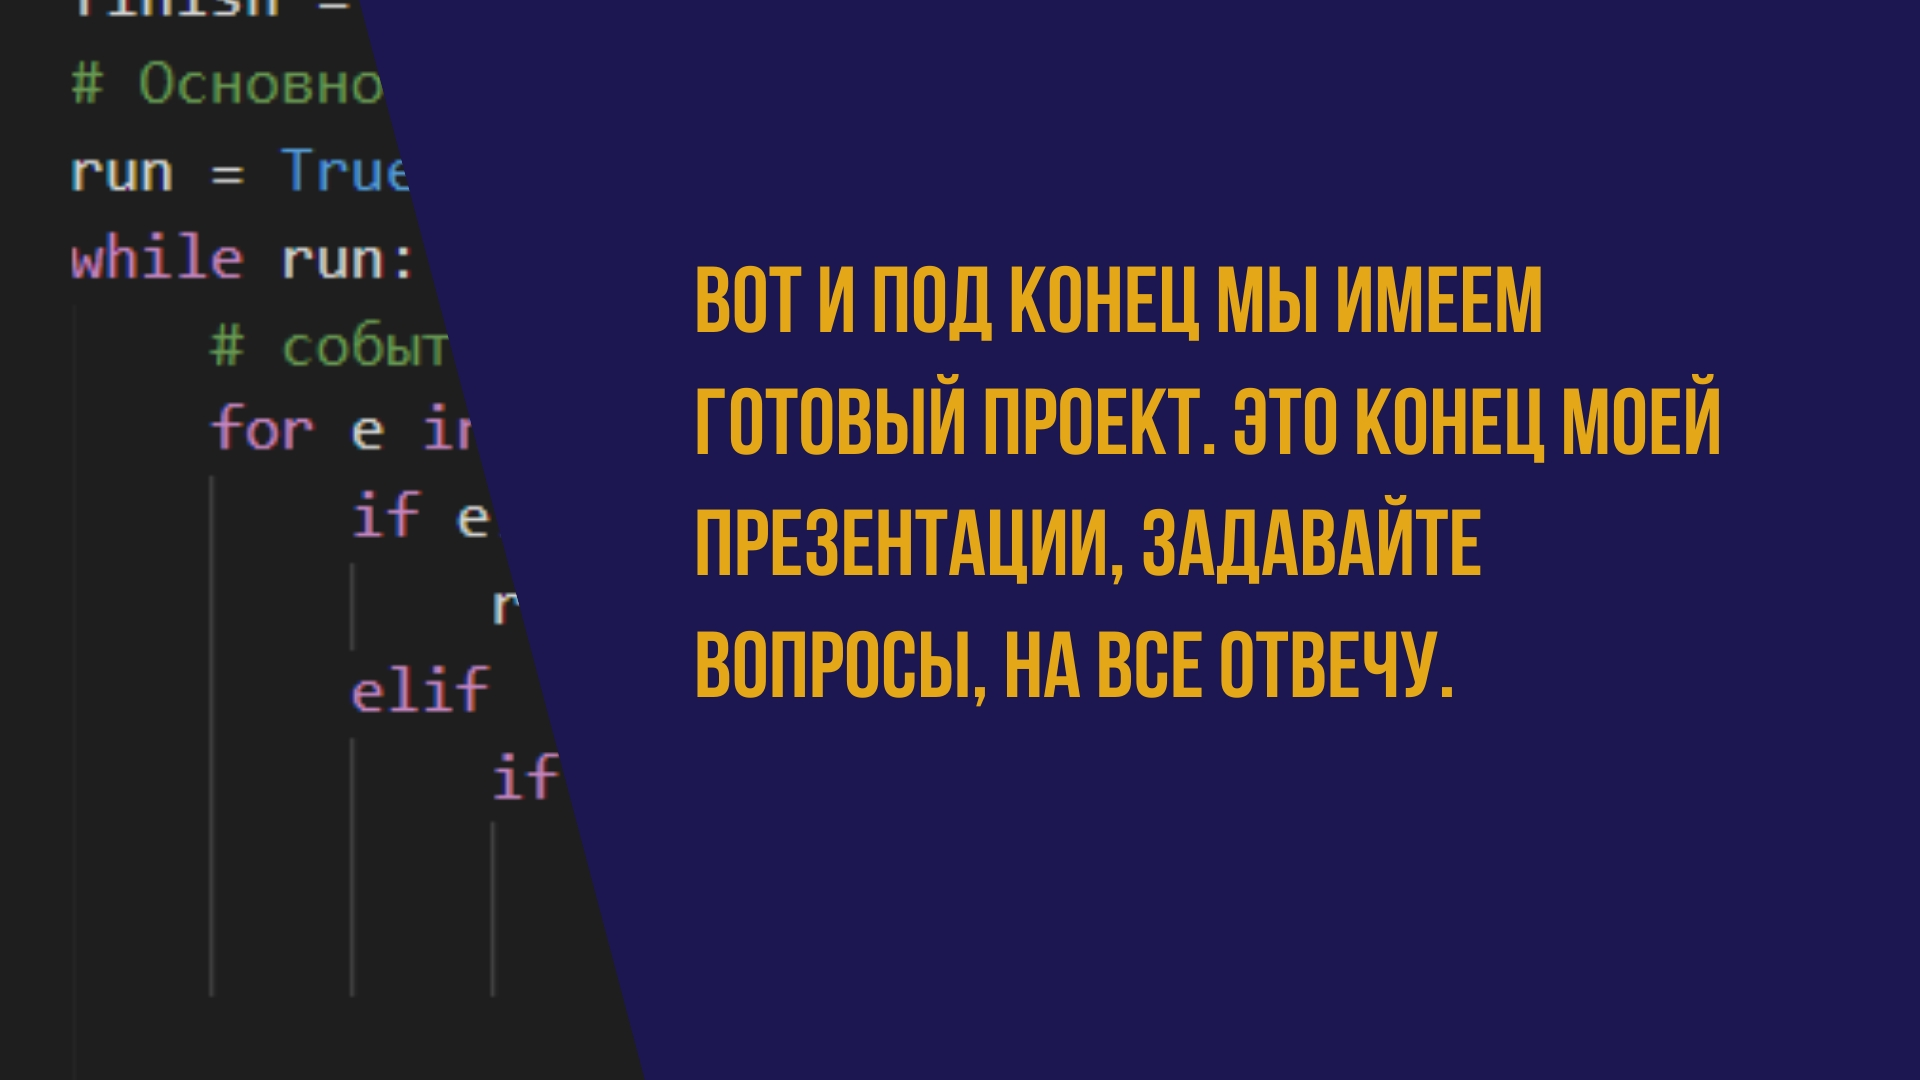 # Основно
run = True
while run:
# событ
for e in
if e
r
elif
if
ВОТ И ПОД КОНЕЦ МЫ ИМЕЕМ
ГОТОВЫЙ ПРОЕКТ. ЭТО КОНЕЦ МОЕЙ
ПРЕЗЕНТАЦИИ, ЗАДАВАЙТЕ
ВОПРОСЫ, НА ВСЕ ОТВЕЧУ.